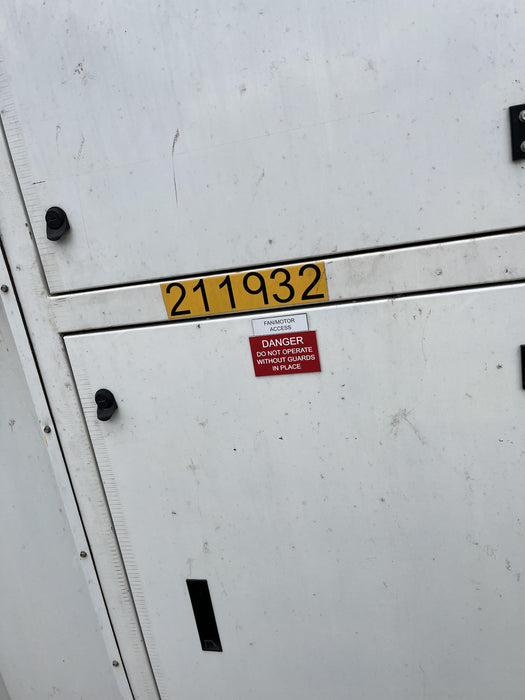 211932
FAN/MOTOR
ACCESS
DANGER
DO NOT OPERATE
WITHOUT GUARDS
IN PLACE